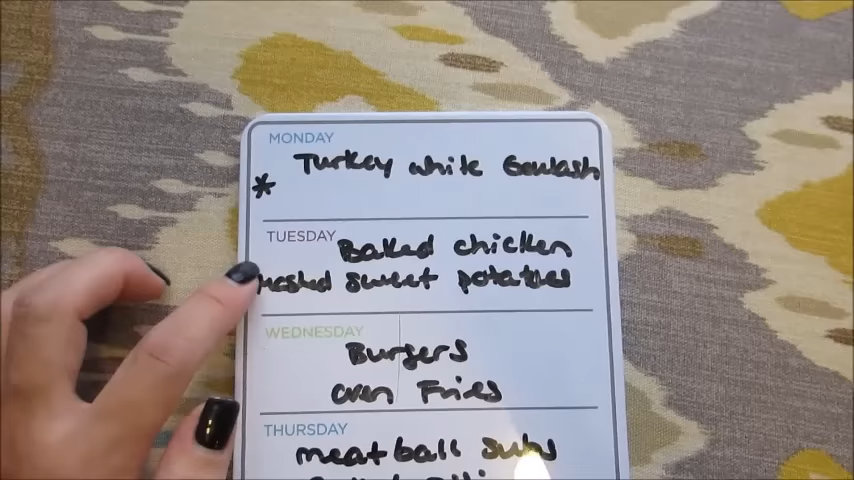 MONDAY
Turkey white Goulash
*
TUESDAY
Baked chicken
Mashed sweet potatoes
WEDNESDAY
Burgers
oven Fries
THURSDAY
meatball subs